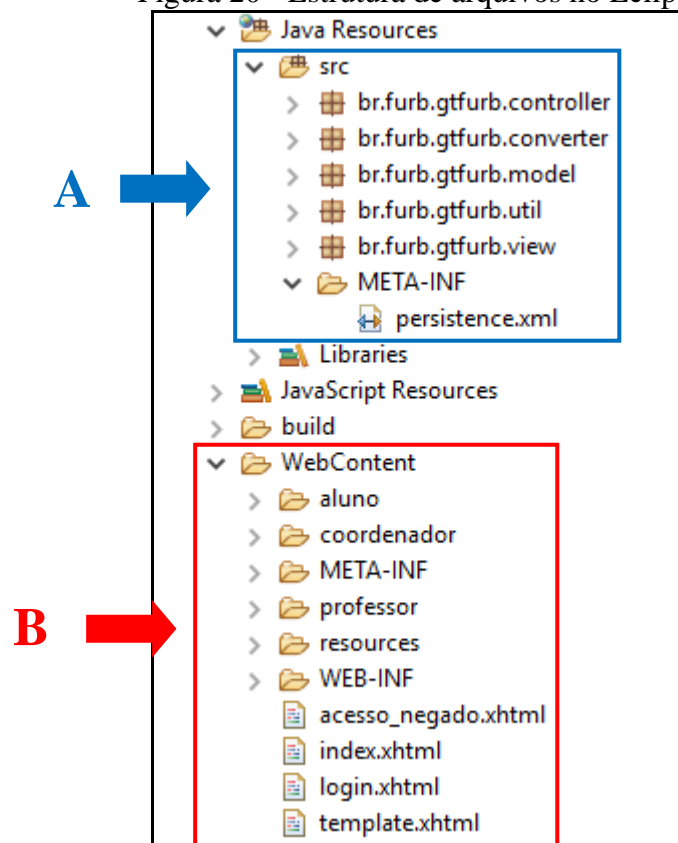 Java Resources
src
br.furb.gtfurb.controller
br.furb.gtfurb.converter
br.furb.gtfurb.model
A
br.furb.gtfurb.util
br.furb.gtfurb.view
META-INF
persistence.xml
Libraries
JavaScript Resources
build
WebContent
aluno
coordenador
META-INF
B
professor
resources
WEB-INF
acesso_negado.xhtml
index.xhtml
login.xhtml
template.xhtml